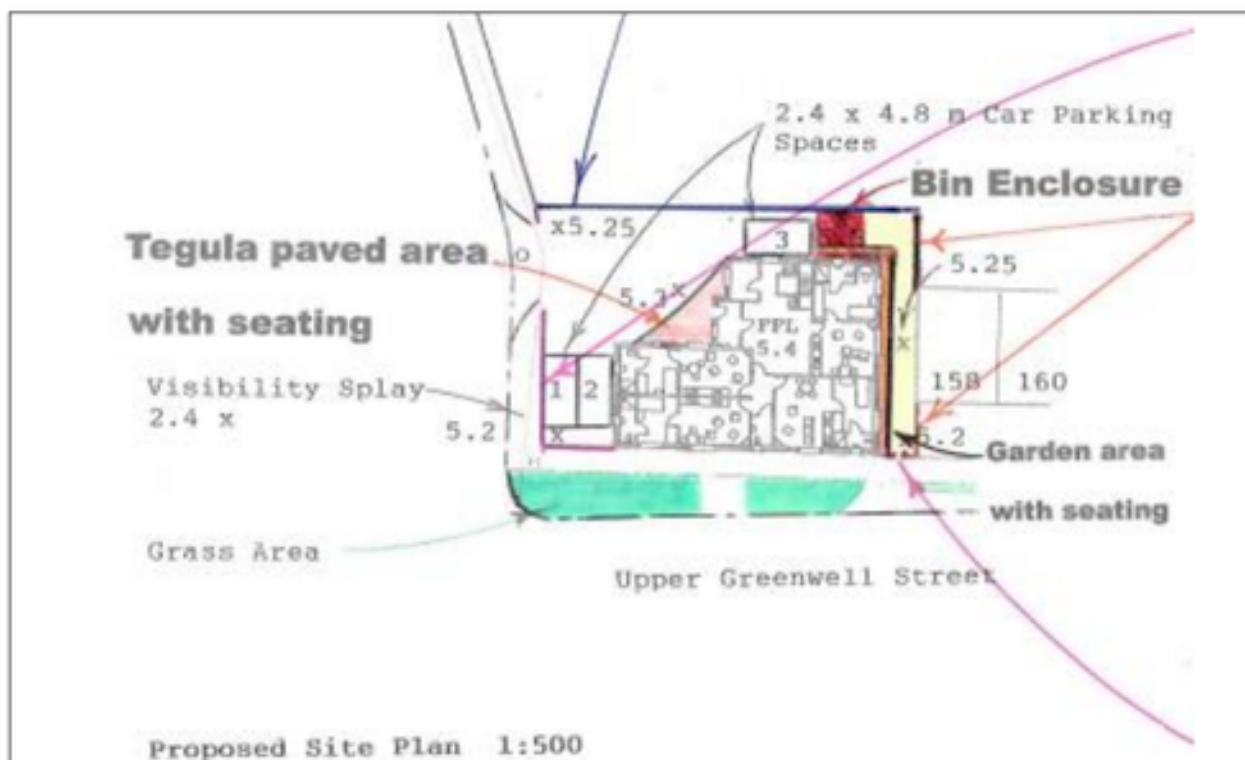 2.4 x 4.8 m Car Parking
Spaces
Bin Enclosure
x5.25
Tegula paved area
with seating
3
5.25
5.2
x
FFL
5.4
x
158
160
1
2
Visibility Splay
2.4 x
5.2
x
5.2
Garden area
with seating
Grass Area
Upper Greenwell Street
Proposed Site Plan 1:500